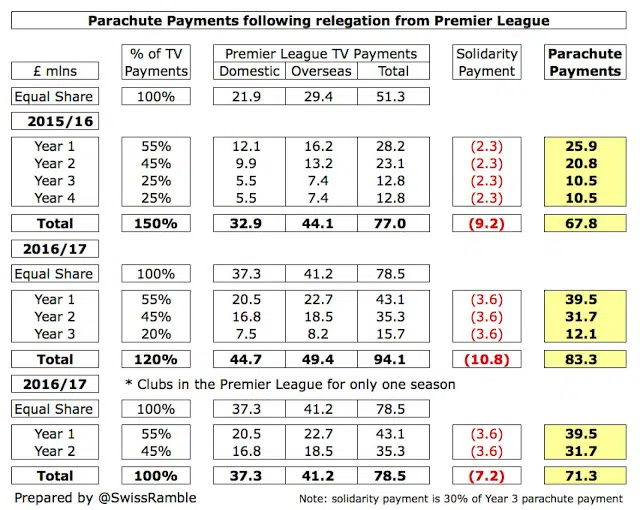 Parachute Payments following relegation from Premier League
% of TV Premier League TV Payments Solidarity Parachute
£ mlns Payments Domestic Overseas Total Payment Payments
Equal Share 100% 21.9 29.4 51.3
2015/16
Year 1 55% 12.1 16.2 28.2 (2.3) 25.9
Year 2 45% 9.9 13.2 23.1 (2.3) 20.8
Year 3 25% 5.5 7.4 12.8 (2.3) 10.5
Year 4 25% 5.5 7.4 12.8 (2.3) 10.5
Total 150% 32.9 44.1 77.0 (9.2) 67.8
2016/17
Equal Share 100% 37.3 41.2 78.5
Year 1 55% 20.5 22.7 43.1 (3.6) 39.5
Year 2 45% 16.8 18.5 35.3 (3.6) 31.7
Year 3 20% 7.5 8.2 15.7 (3.6) 12.1
Total 120% 44.7 49.4 94.1 (10.8) 83.3
2016/17 * Clubs in the Premier League for only one season
Equal Share 100% 37.3 41.2 78.5
Year 1 55% 20.5 22.7 43.1 (3.6) 39.5
Year 2 45% 16.8 18.5 35.3 (3.6) 31.7
Total 100% 37.3 41.2 78.5 (7.2) 71.3
Prepared by @SwissRamble Note: solidarity payment is 30% of Year 3 parachute payment